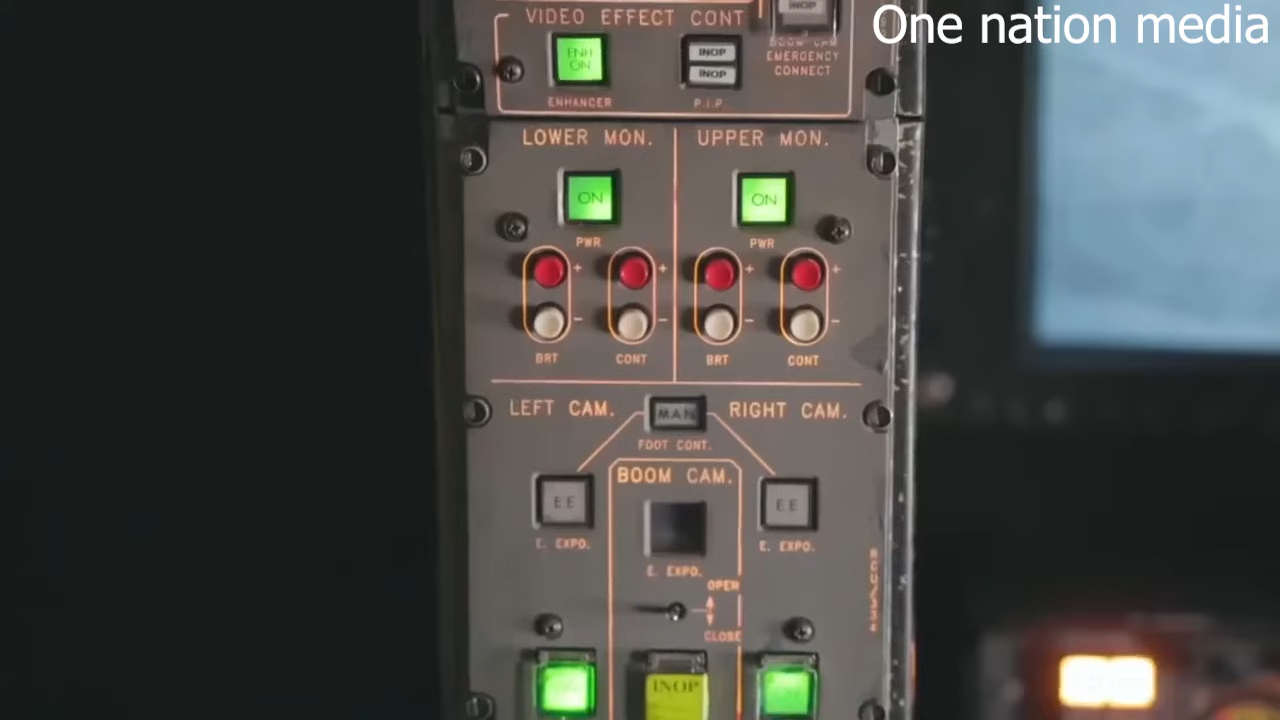 One nation media
VIDEO EFFECT CONT
INOP
ENH
ON
INOP
INOP
BOOM CAM
EMERGENCY
CONNECT
ENHANCER
P.I.P.
LOWER MON.
UPPER MON.
ON
ON
PWR
PWR
+ + + +
- - - -
BRT
CONT
BRT
CONT
LEFT CAM.
MAN
RIGHT CAM.
FOOT CONT.
BOOM CAM.
EE
EE
E. EXPO.
E. EXPO.
E. EXPO.
OPEN
CLOSE
INOP